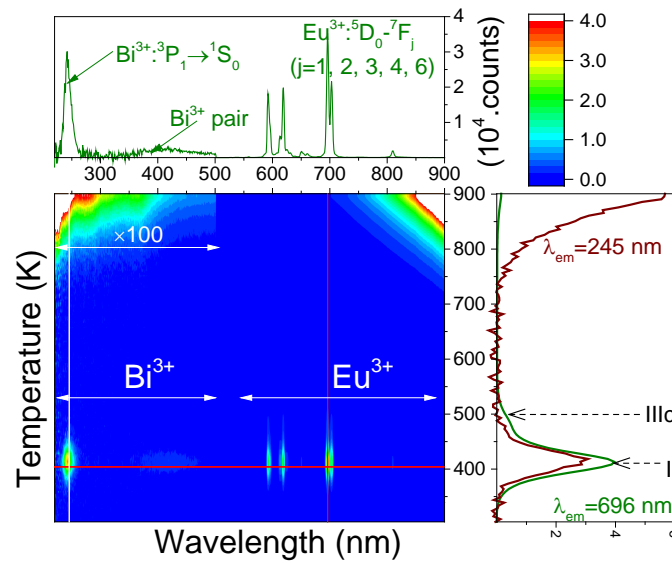 Bi³⁺:³P₁→¹S₀
Eu³⁺:⁵D₀-⁷Fⱼ
(j=1, 2, 3, 4, 6)
Bi³⁺ pair
4
3
2
1
0
(10⁴.counts)
4.0
3.0
2.0
1.0
0.0
300 400 500 600 700 800 900
×100
Bi³⁺
Eu³⁺
Temperature (K)
Wavelength (nm)
900
800
700
600
500
400
λem=245 nm
IIIc
I
λem=696 nm
0 2 4 6